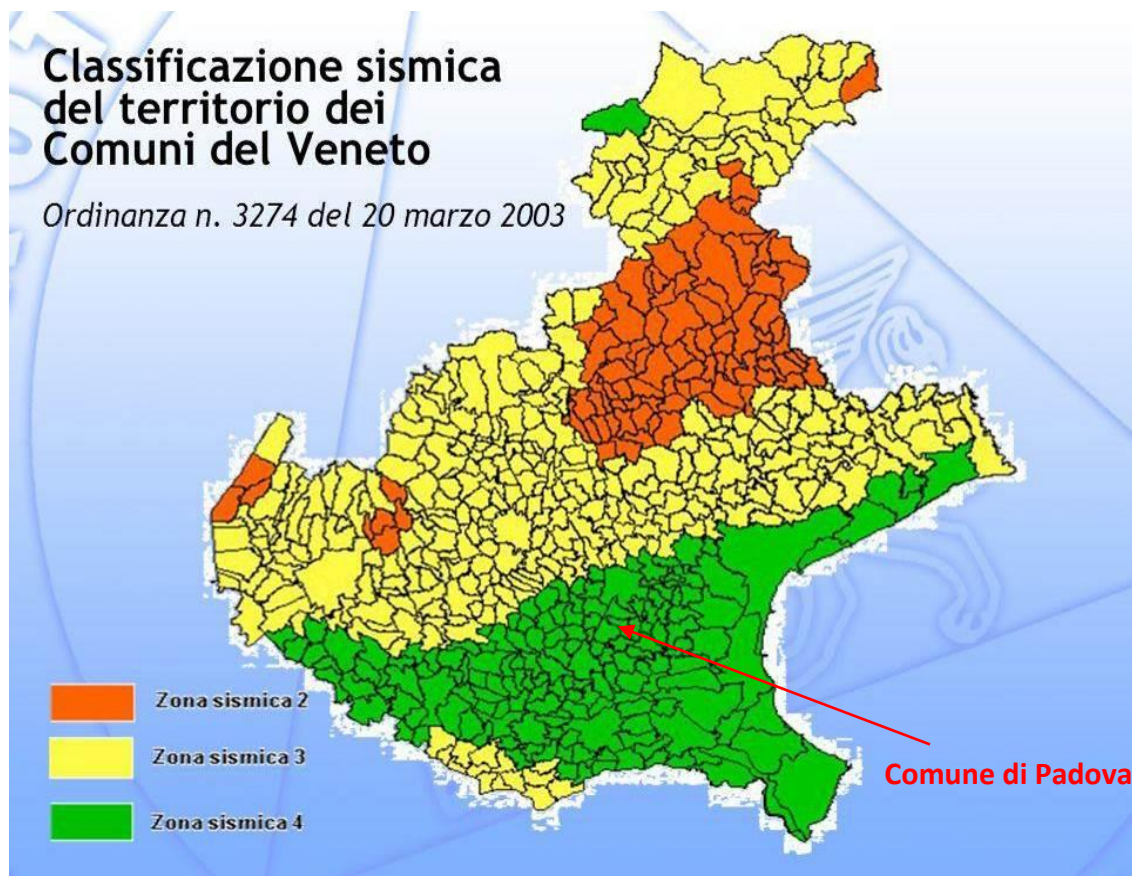 Classificazione sismica
del territorio dei
Comuni del Veneto
Ordinanza n. 3274 del 20 marzo 2003
Zona sismica 2
Zona sismica 3
Zona sismica 4
Comune di Padova